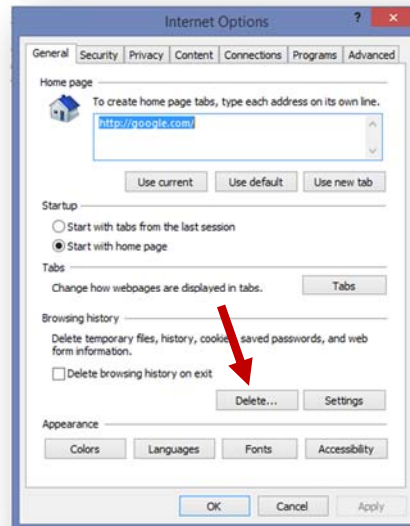 Internet Options ? ×
General Security Privacy Content Connections Programs Advanced
Home page
To create home page tabs, type each address on its own line.
http://google.com/
Use current Use default Use new tab
Startup
Start with tabs from the last session
Start with home page
Tabs
Change how webpages are displayed in tabs. Tabs
Browsing history
Delete temporary files, history, cookies, saved passwords, and web
form information.
Delete browsing history on exit
Delete... Settings
Appearance
Colors Languages Fonts Accessibility
OK Cancel Apply